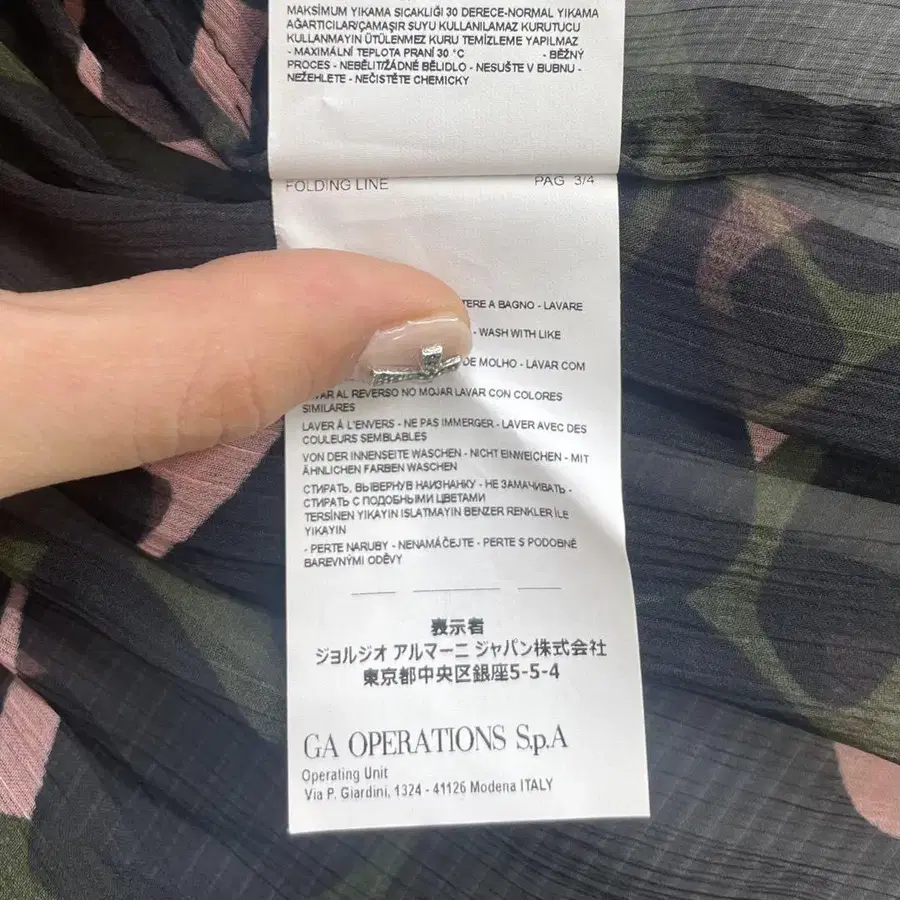 MAKSİMUM YIKAMA SICAKLIĞI 30 DERECE-NORMAL YIKAMA
AĞARTICILAR/ÇAMAŞIR SUYU KULLANILAMAZ KURUTUCU
KULLANMAYIN ÜTÜLENMEZ KURU TEMİZLEME YAPILMAZ
- MAXIMÁLNÍ TEPLOTA PRANÍ 30 °C - BĚŽNÝ
PROCES - NEBĚLIT/ŽÁDNÉ BĚLIDLO - NESUŠTE V BUBNU -
NEŽEHLETE - NEČISTĚTE CHEMICKY
FOLDING LINE PAG 3/4
A BAGNO - LAVARE
- WASH WITH LIKE
DE MOLHO - LAVAR COM
AL REVERSO NO MOJAR LAVAR CON COLORES
SIMILARES
LAVER À L'ENVERS - NE PAS IMMERGER - LAVER AVEC DES
COULEURS SEMBLABLES
VON DER INNENSEITE WASCHEN - NICHT EINWEICHEN - MIT
ÄHNLICHEN FARBEN WASCHEN
СТИРАТЬ, ВЫВЕРНУВ НАИЗНАНКУ - НЕ ЗАМАЧИВАТЬ -
СТИРАТЬ С ПОДОБНЫМИ ЦВЕТАМИ
TERSİNEN YIKAYIN ISLATMAYIN BENZER RENKLER İLE
YIKAYIN
- PERTE NARUBY - NENAMÁČEJTE - PERTE S PODOBNĚ
BAREVNÝMI ODĚVY
表示者
ジョルジオ アルマーニ ジャパン株式会社
東京都中央区銀座5-5-4
GA OPERATIONS S.p.A
Operating Unit
Via P. Giardini, 1324 - 41126 Modena ITALY